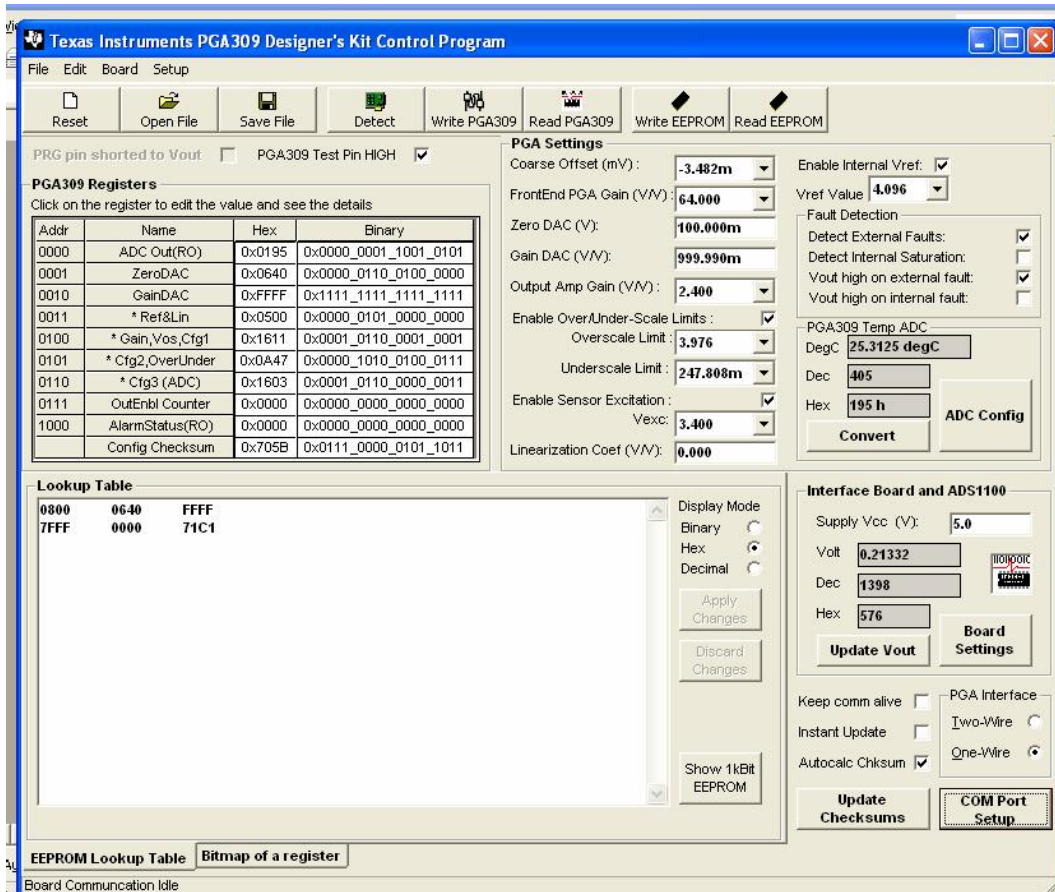 Texas Instruments PGA309 Designer's Kit Control Program
File Edit Board Setup
Reset Open File Save File Detect Write PGA309 Read PGA309 Write EEPROM Read EEPROM
PRG pin shorted to Vout PGA309 Test Pin HIGH
PGA309 Registers
Click on the register to edit the value and see the details
Addr Name Hex Binary
0000 ADC Out(RO) 0x0195 0x0000_0001_1001_0101
0001 ZeroDAC 0x0640 0x0000_0110_0100_0000
0010 GainDAC 0xFFFF 0x1111_1111_1111_1111
0011 * Ref&Lin 0x0500 0x0000_0101_0000_0000
0100 * Gain,Vos,Cfg1 0x1611 0x0001_0110_0001_0001
0101 * Cfg2,OverUnder 0x0A47 0x0000_1010_0100_0111
0110 * Cfg3 (ADC) 0x1603 0x0001_0110_0000_0011
0111 OutEnbl Counter 0x0000 0x0000_0000_0000_0000
1000 AlarmStatus(RO) 0x0000 0x0000_0000_0000_0000
Config Checksum 0x705B 0x0111_0000_0101_1011
PGA Settings
Coarse Offset (mV) : -3.482m
FrontEnd PGA Gain (V/V) : 64.000
Zero DAC (V): 100.000m
Gain DAC (V/V): 999.990m
Output Amp Gain (V/V) : 2.400
Enable Over/Under-Scale Limits :
Overscale Limit : 3.976
Underscale Limit : 247.808m
Enable Sensor Excitation :
Vexc: 3.400
Linearization Coef (V/V): 0.000
Enable Internal Vref:
Vref Value 4.096
Fault Detection
Detect External Faults:
Detect Internal Saturation:
Vout high on external fault:
Vout high on internal fault:
PGA309 Temp ADC
DegC 25.3125 degC
Dec 405
Hex 195 h
Convert
ADC Config
Lookup Table
0800 0640 FFFF
7FFF 0000 71C1
Display Mode
Binary
Hex
Decimal
Apply Changes
Discard Changes
Show 1kBit EEPROM
Interface Board and ADS1100
Supply Vcc (V): 5.0
Volt 0.21332
Dec 1398
Hex 576
Update Vout
Board Settings
Keep comm alive
Instant Update
Autocalc Chksum
PGA Interface
Two-Wire
One-Wire
Update Checksums
COM Port Setup
EEPROM Lookup Table Bitmap of a register
Board Communcation Idle